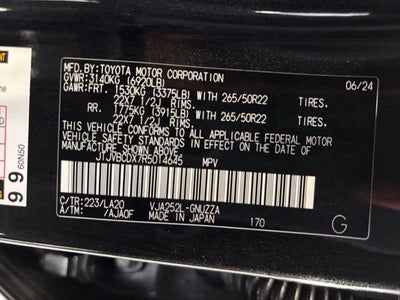 MFD.BY:TOYOTA MOTOR CORPORATION 06/24
GVWR:3140KG (6920LB)
GAWR:FRT. 1530KG (3375LB) WITH 265/50R22 TIRES.
22X7 1/2J RIMS.
RR. 1775KG (3915LB) WITH 265/50R22 TIRES.
22X7 1/2J RIMS.
THIS VEHICLE CONFORMS TO ALL APPLICABLE FEDERAL MOTOR
VEHICLE SAFETY STANDARDS IN EFFECT ON THE DATE OF
MANUFACTURE SHOWN ABOVE.
JTJVBCDX7R5014645 MPV
C/TR:223/LA20 VJA252L-GNUZZA
A/TM: /AJA0F MADE IN JAPAN 170
G
99
60N50